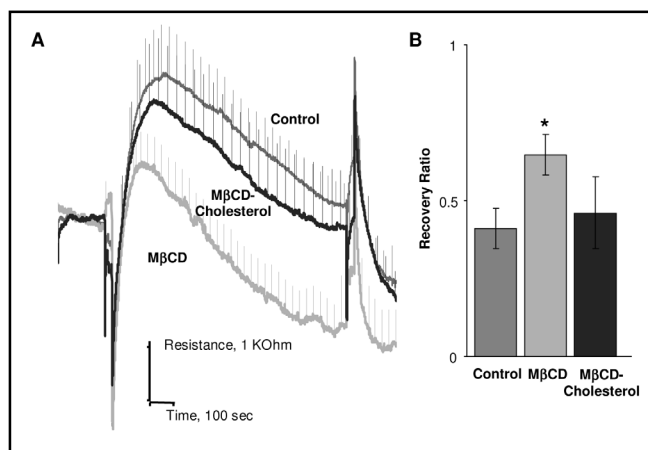 A
Control
MβCD-
Cholesterol
MβCD
Resistance, 1 KOhm
Time, 100 sec
B
1
*
Recovery Ratio
0.5
0
Control
MβCD
MβCD-
Cholesterol